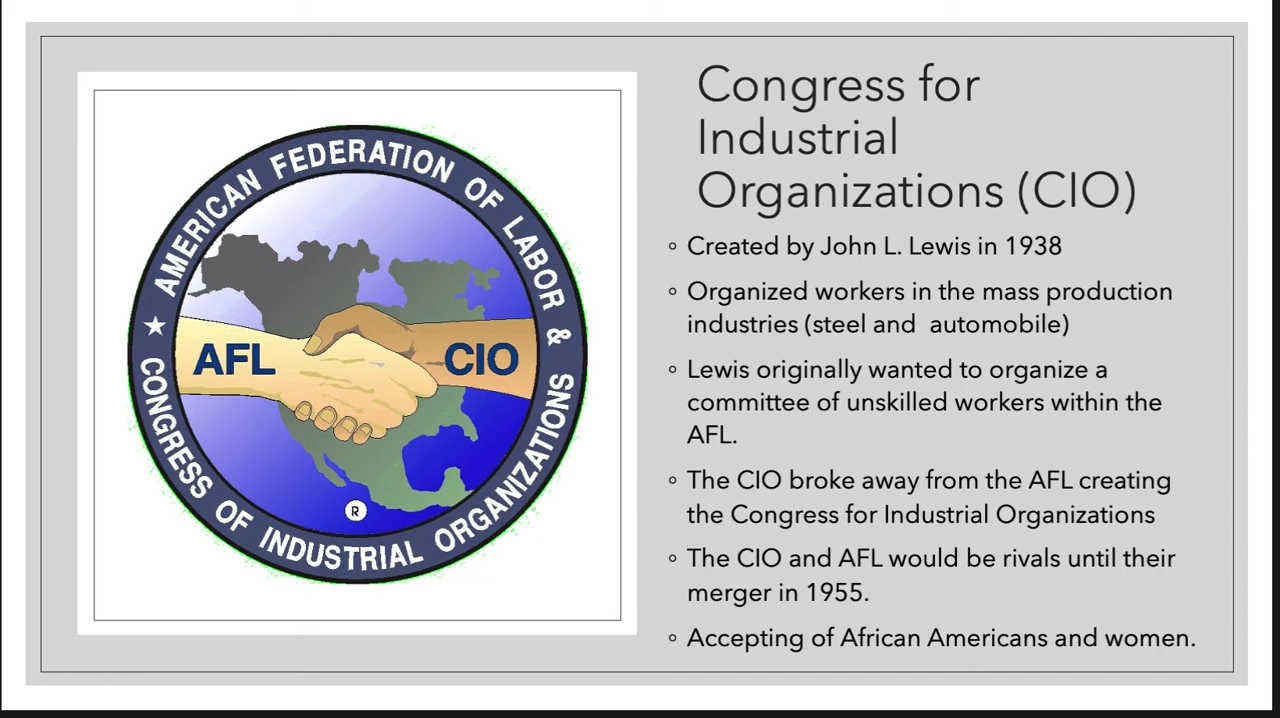 AMERICAN FEDERATION OF LABOR &
★ CONGRESS OF INDUSTRIAL ORGANIZATIONS
AFL
CIO
R
Congress for
Industrial
Organizations (CIO)
◦ Created by John L. Lewis in 1938
◦ Organized workers in the mass production
industries (steel and  automobile)
◦ Lewis originally wanted to organize a
committee of unskilled workers within the
AFL.
◦ The CIO broke away from the AFL creating
the Congress for Industrial Organizations
◦ The CIO and AFL would be rivals until their
merger in 1955.
◦ Accepting of African Americans and women.